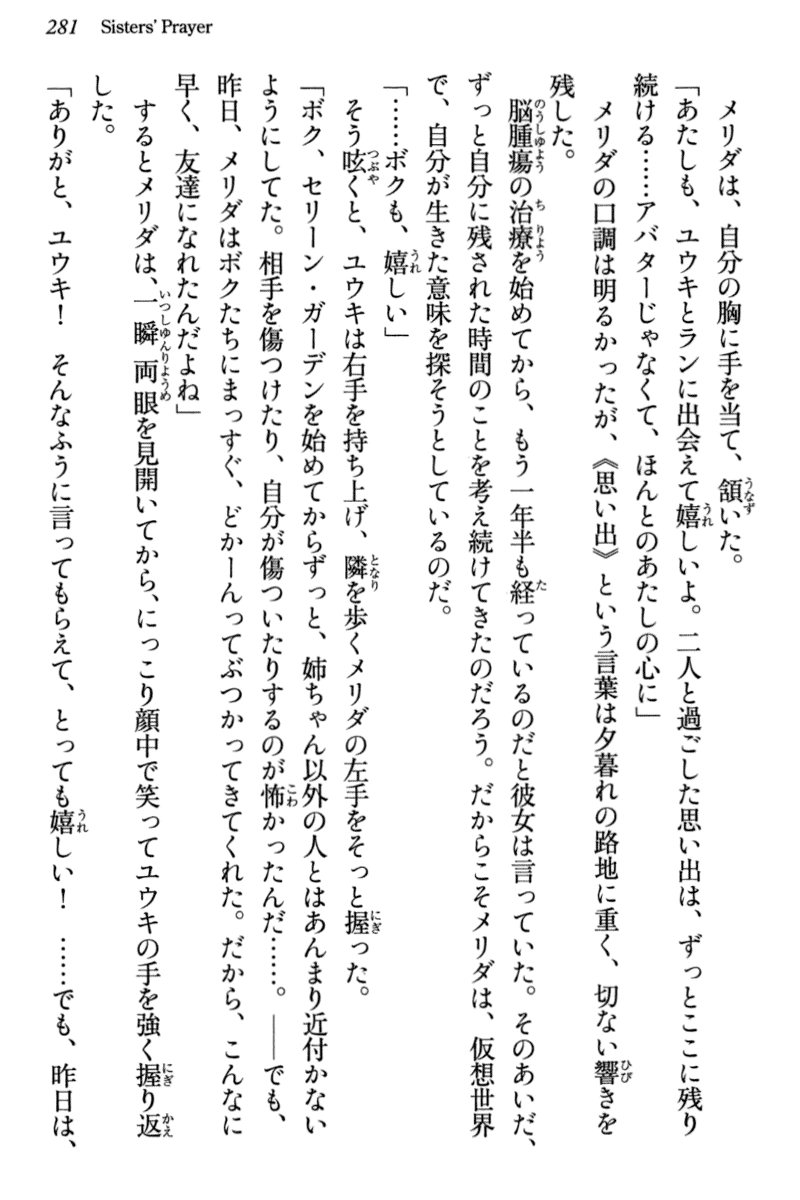 281 Sisters' Prayer
メリダは、自分の胸に手を当て、頷いた。
「あたしも、ユウキとランに出会えて嬉しいよ。二人と過ごした思い出は、ずっとここに残り
続ける……アバターじゃなくて、ほんとのあたしの心に」
メリダの口調は明るかったが、《思い出》という言葉は夕暮れの路地に重く、切ない響きを
残した。
脳腫瘍の治療を始めてから、もう一年半も経っているのだと彼女は言っていた。そのあいだ、
ずっと自分に残された時間のことを考え続けてきたのだろう。だからこそメリダは、仮想世界
で、自分が生きた意味を探そうとしているのだ。
「……ボクも、嬉しい」
そう呟くと、ユウキは右手を持ち上げ、隣を歩くメリダの左手をそっと握った。
「ボク、セリーン・ガーデンを始めてからずっと、姉ちゃん以外の人とはあんまり近付かない
ようにしてた。相手を傷つけたり、自分が傷ついたりするのが怖かったんだ……。――でも、
昨日、メリダはボクたちにまっすぐ、どかーんってぶつかってきてくれた。だから、こんなに
早く、友達になれたんだよね」
するとメリダは、一瞬両眼を見開いてから、にっこり顔中で笑ってユウキの手を強く握り返
した。
「ありがと、ユウキ！　そんなふうに言ってもらえて、とっても嬉しい！　……でも、昨日は、